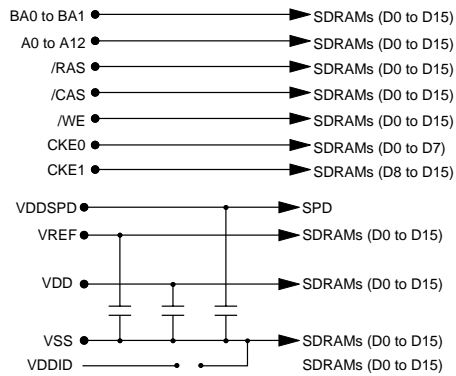 BA0 to BA1 SDRAMs (D0 to D15)
A0 to A12 SDRAMs (D0 to D15)
/RAS SDRAMs (D0 to D15)
/CAS SDRAMs (D0 to D15)
/WE SDRAMs (D0 to D15)
CKE0 SDRAMs (D0 to D7)
CKE1 SDRAMs (D8 to D15)
VDDSPD SPD
VREF SDRAMs (D0 to D15)
VDD SDRAMs (D0 to D15)
VSS SDRAMs (D0 to D15)
VDDID SDRAMs (D0 to D15)